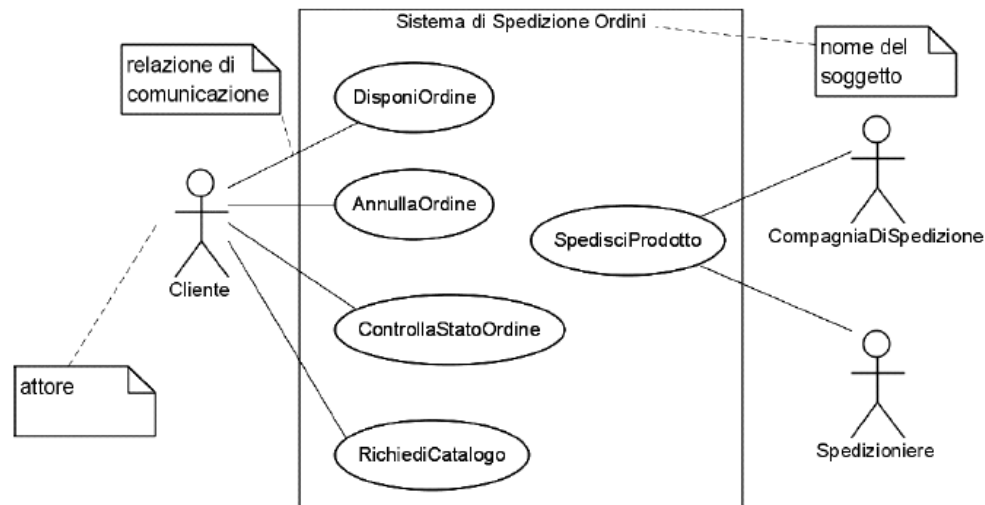 Sistema di Spedizione Ordini
relazione di
comunicazione
nome del
soggetto
DisponiOrdine
AnnullaOrdine
SpedisciProdotto
CompagniaDiSpedizione
Cliente
ControllaStatoOrdine
attore
RichiediCatalogo
Spedizioniere